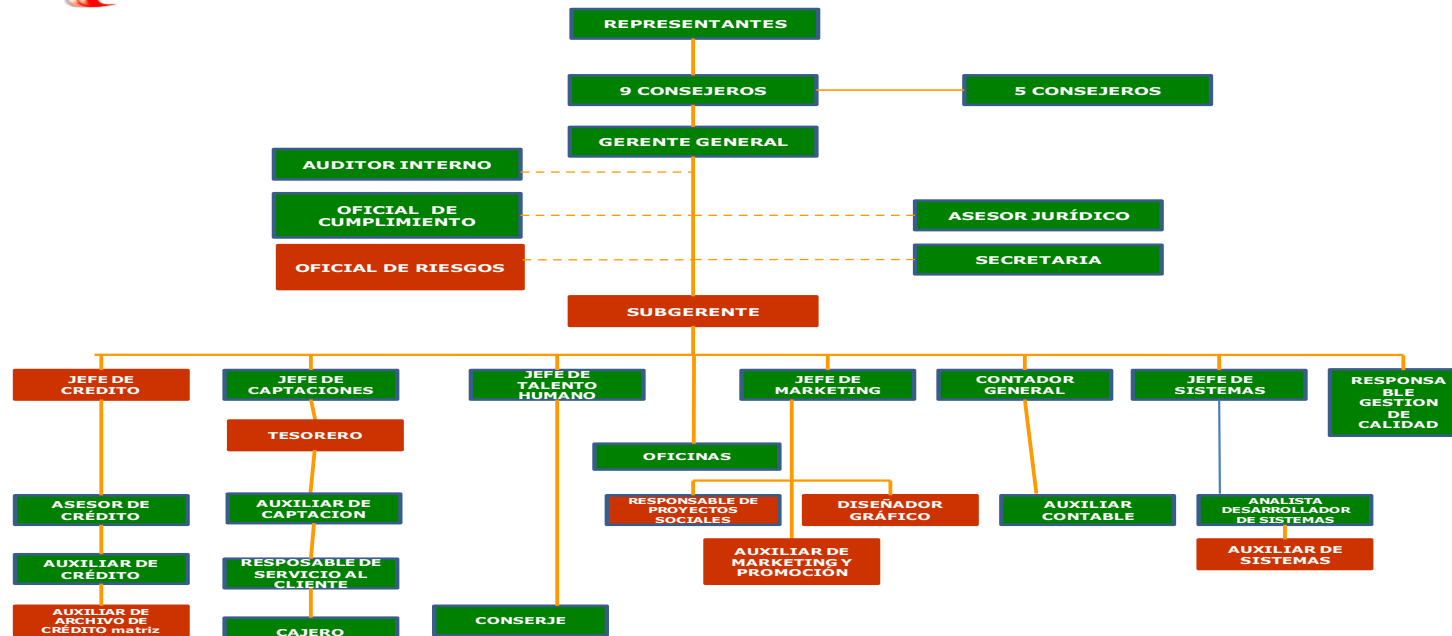 REPRESENTANTES
9 CONSEJEROS
5 CONSEJEROS
GERENTE GENERAL
AUDITOR INTERNO
OFICIAL DE
CUMPLIMIENTO
ASESOR JURÍDICO
OFICIAL DE RIESGOS
SECRETARIA
SUBGERENTE
JEFE DE
CREDITO
JEFE DE
CAPTACIONES
JEFE DE
TALENTO
HUMANO
JEFE DE
MARKETING
CONTADOR
GENERAL
JEFE DE
SISTEMAS
RESPONSA
BLE
GESTION
DE
CALIDAD
TESORERO
OFICINAS
ASESOR DE
CRÉDITO
AUXILIAR DE
CAPTACION
RESPONSABLE DE
PROYECTOS
SOCIALES
DISEÑADOR
GRÁFICO
AUXILIAR
CONTABLE
ANALISTA
DESARROLLADOR
DE SISTEMAS
AUXILIAR DE
CRÉDITO
RESPOSABLE DE
SERVICIO AL
CLIENTE
AUXILIAR DE
MARKETING Y
PROMOCIÓN
AUXILIAR DE
SISTEMAS
AUXILIAR DE
ARCHIVO DE
CRÉDITO matriz
CAJERO
CONSERJE